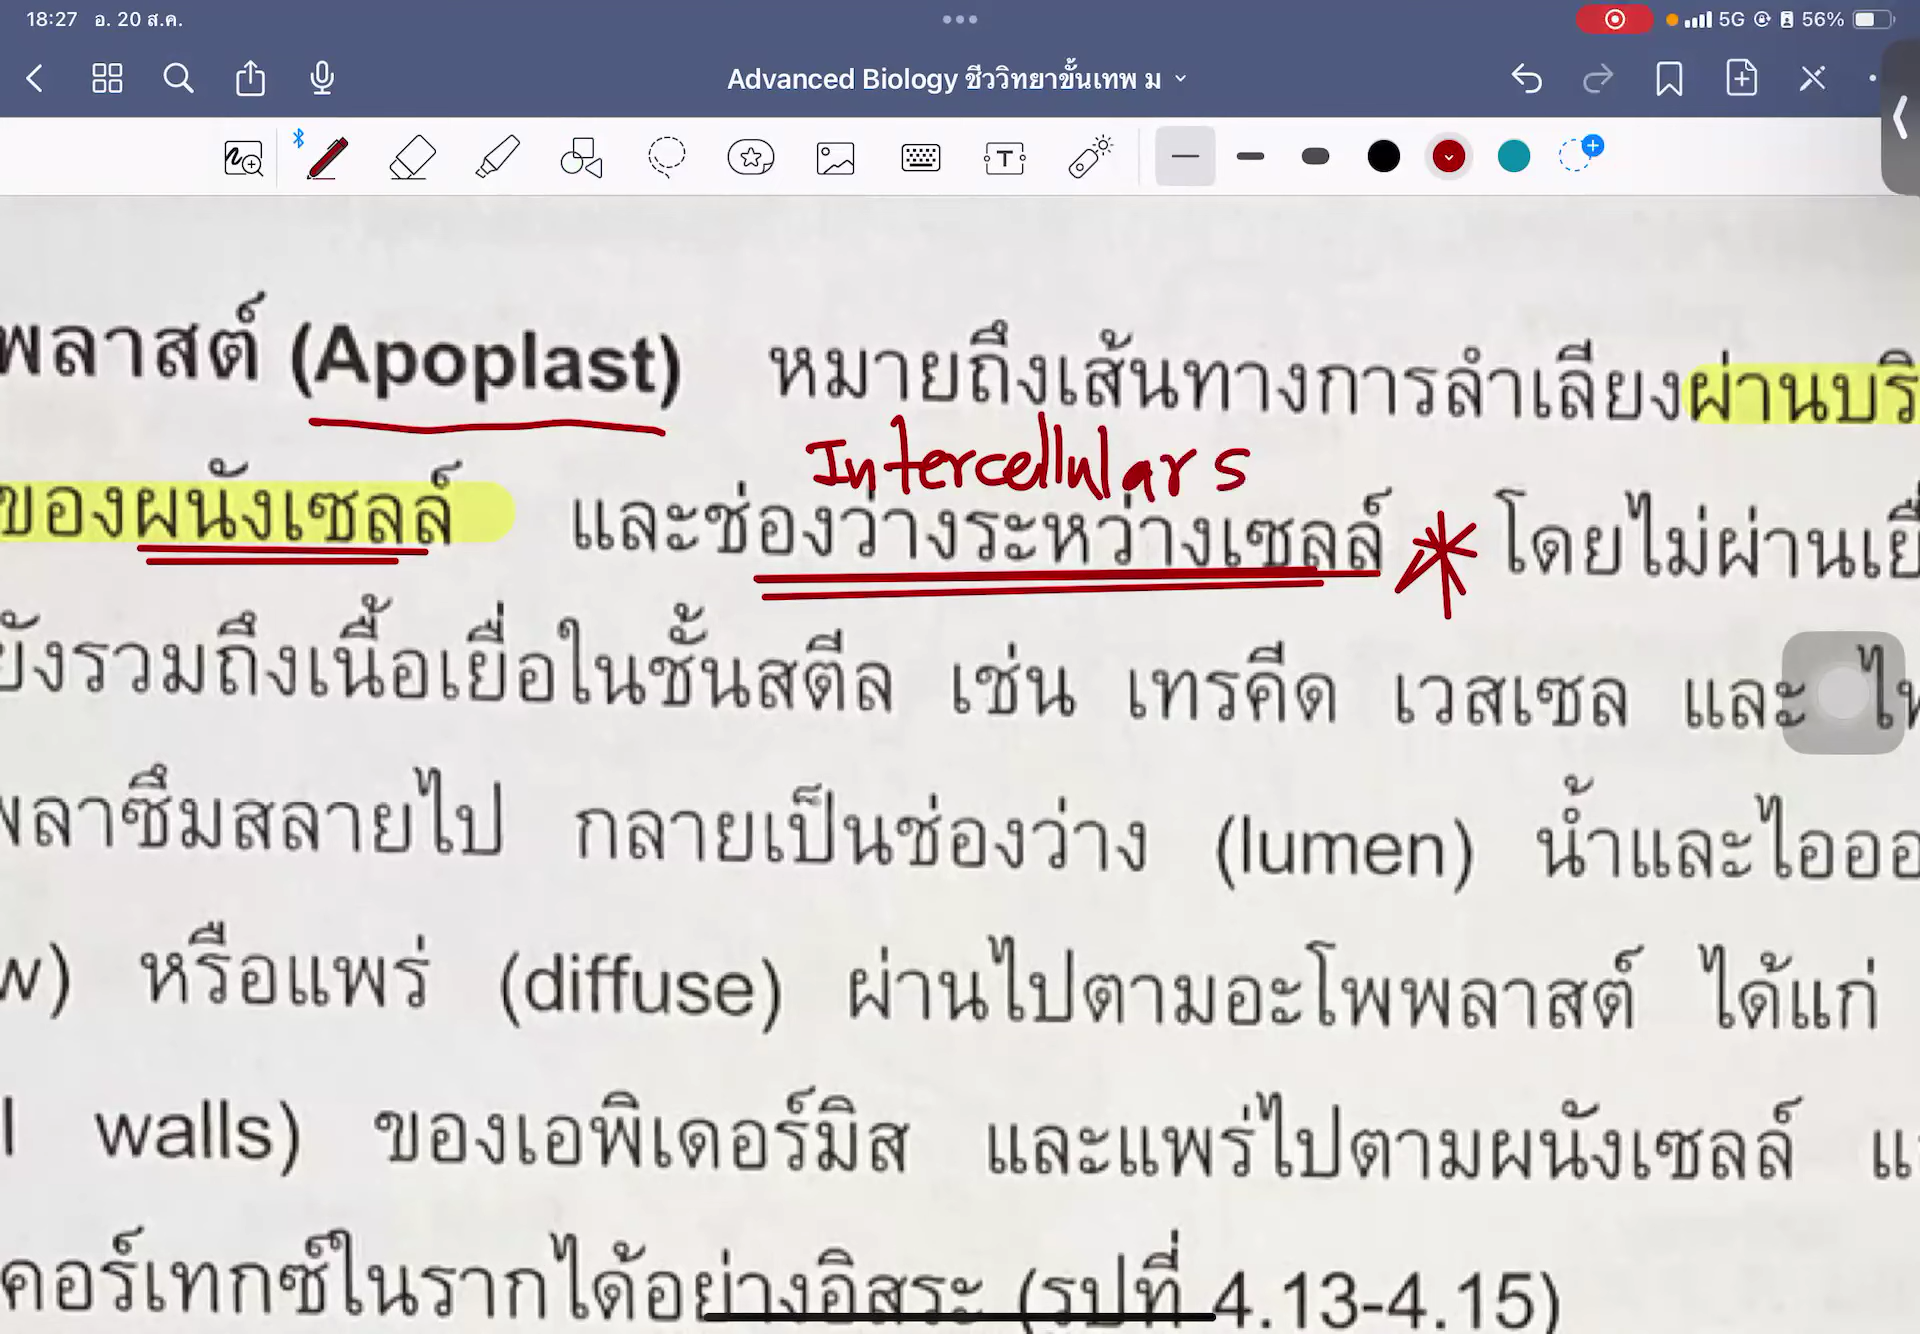 18:27 อ. 20 ส.ค.
5G 56%
Advanced Biology ชีววิทยาขั้นเทพ ม
T
พลาสต์ (Apoplast) หมายถึงเส้นทางการลำเลียงผ่านบริ
Intercellular s
ของผนังเซลล์ และช่องว่างระหว่างเซลล์ * โดยไม่ผ่านเยื่
ยังรวมถึงเนื้อเยื่อในชั้นสตีล เช่น เทรคีด เวสเซล และ
พลาซึมสลายไป กลายเป็นช่องว่าง (lumen) น้ำและไอออ
w) หรือแพร่ (diffuse) ผ่านไปตามอะโพพลาสต์ ได้แก่
l walls) ของเอพิเดอร์มิส และแพร่ไปตามผนังเซลล์ แ
คอร์เทกซ์ในรากได้อย่างอิสระ (รูปที่ 4.13-4.15)